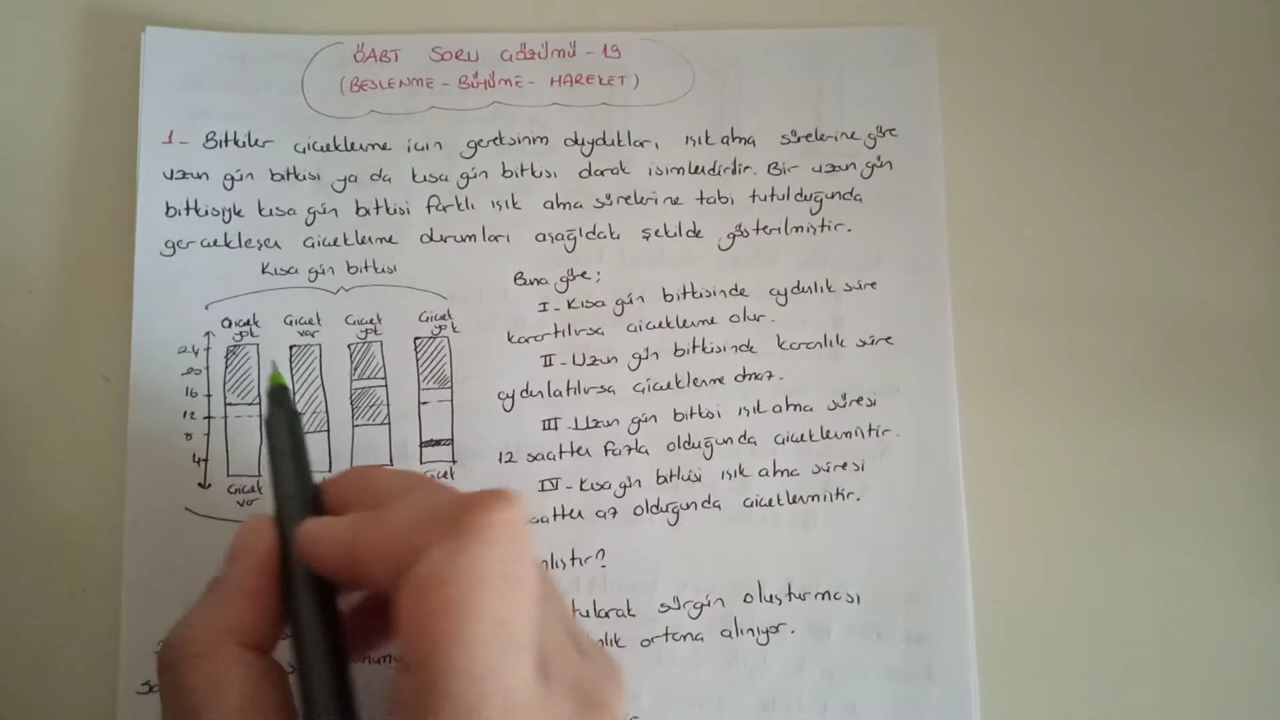 ÖABT SORU ÇÖZÜMÜ - 19
(BESLENME - BÜYÜME - HAREKET)
1- Bitkiler çiçeklenme için gereksinim duydukları, ışık alma sürelerine göre
uzun gün bitkisi ya da kısa gün bitkisi olarak isimlendirilir. Bir uzun gün
bitkisiyle kısa gün bitkisi farklı ışık alma sürelerine tabi tutulduğunda
gerçekleşen çiçeklenme durumları aşağıdaki şekilde gösterilmiştir.
Kısa gün bitkisi
Çiçek yok
Çiçek var
Çiçek yok
Çiçek yok
24
20
16
12
8
4
Çiçek var
çiçek
Buna göre;
I- Kısa gün bitkisinde aydınlık süre
karartılırsa çiçeklenme olur.
II- Uzun gün bitkisinde karanlık süre
aydınlatılırsa çiçeklenme olmaz.
III- Uzun gün bitkisi ışık alma süresi
12 saatten fazla olduğunda çiçeklenmiştir.
IV- Kısa gün bitkisi ışık alma süresi
saatten az olduğunda çiçeklenmiştir.
nlıştır?
tularak sürgün oluşturması
nlık ortama alınıyor.